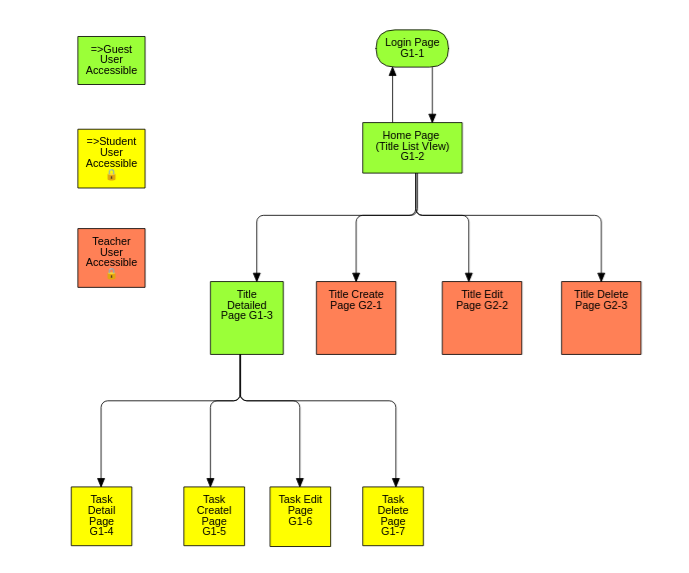 =>Guest
User
Accessible
Login Page
G1-1
=>Student
User
Accessible
🔒
Home Page
(Title List VIew)
G1-2
Teacher
User
Accessible
🔒
Title
Detailed
Page G1-3
Title Create
Page G2-1
Title Edit
Page G2-2
Title Delete
Page G2-3
Task
Detail
Page
G1-4
Task
Createl
Page
G1-5
Task Edit
Page
G1-6
Task
Delete
Page
G1-7